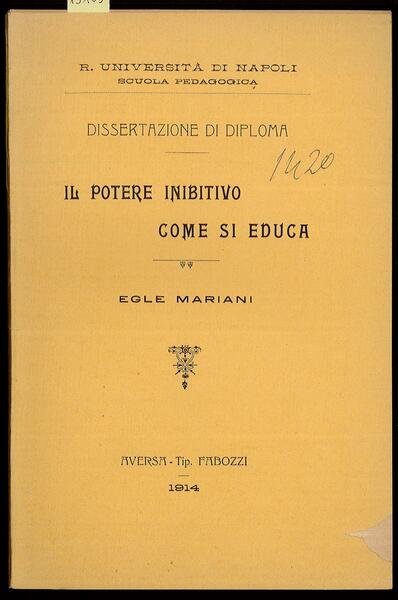 R. UNIVERSITÀ DI NAPOLI
SCUOLA PEDAGOGICA
DISSERTAZIONE DI DIPLOMA
1420
IL POTERE INIBITIVO
COME SI EDUCA
EGLE MARIANI
AVERSA - Tip. FABOZZI
1914